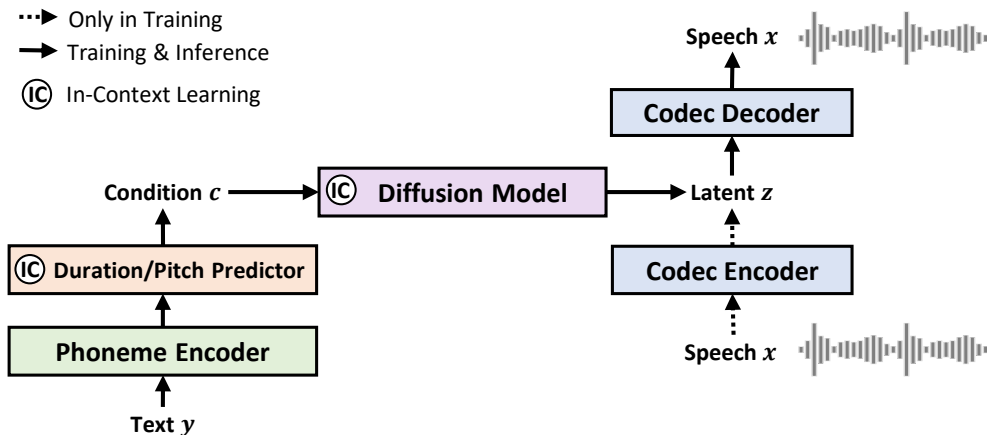 Only in Training
Training & Inference
IC In-Context Learning
Speech x
Codec Decoder
Condition c
IC Diffusion Model
Latent z
IC Duration/Pitch Predictor
Codec Encoder
Phoneme Encoder
Speech x
Text y